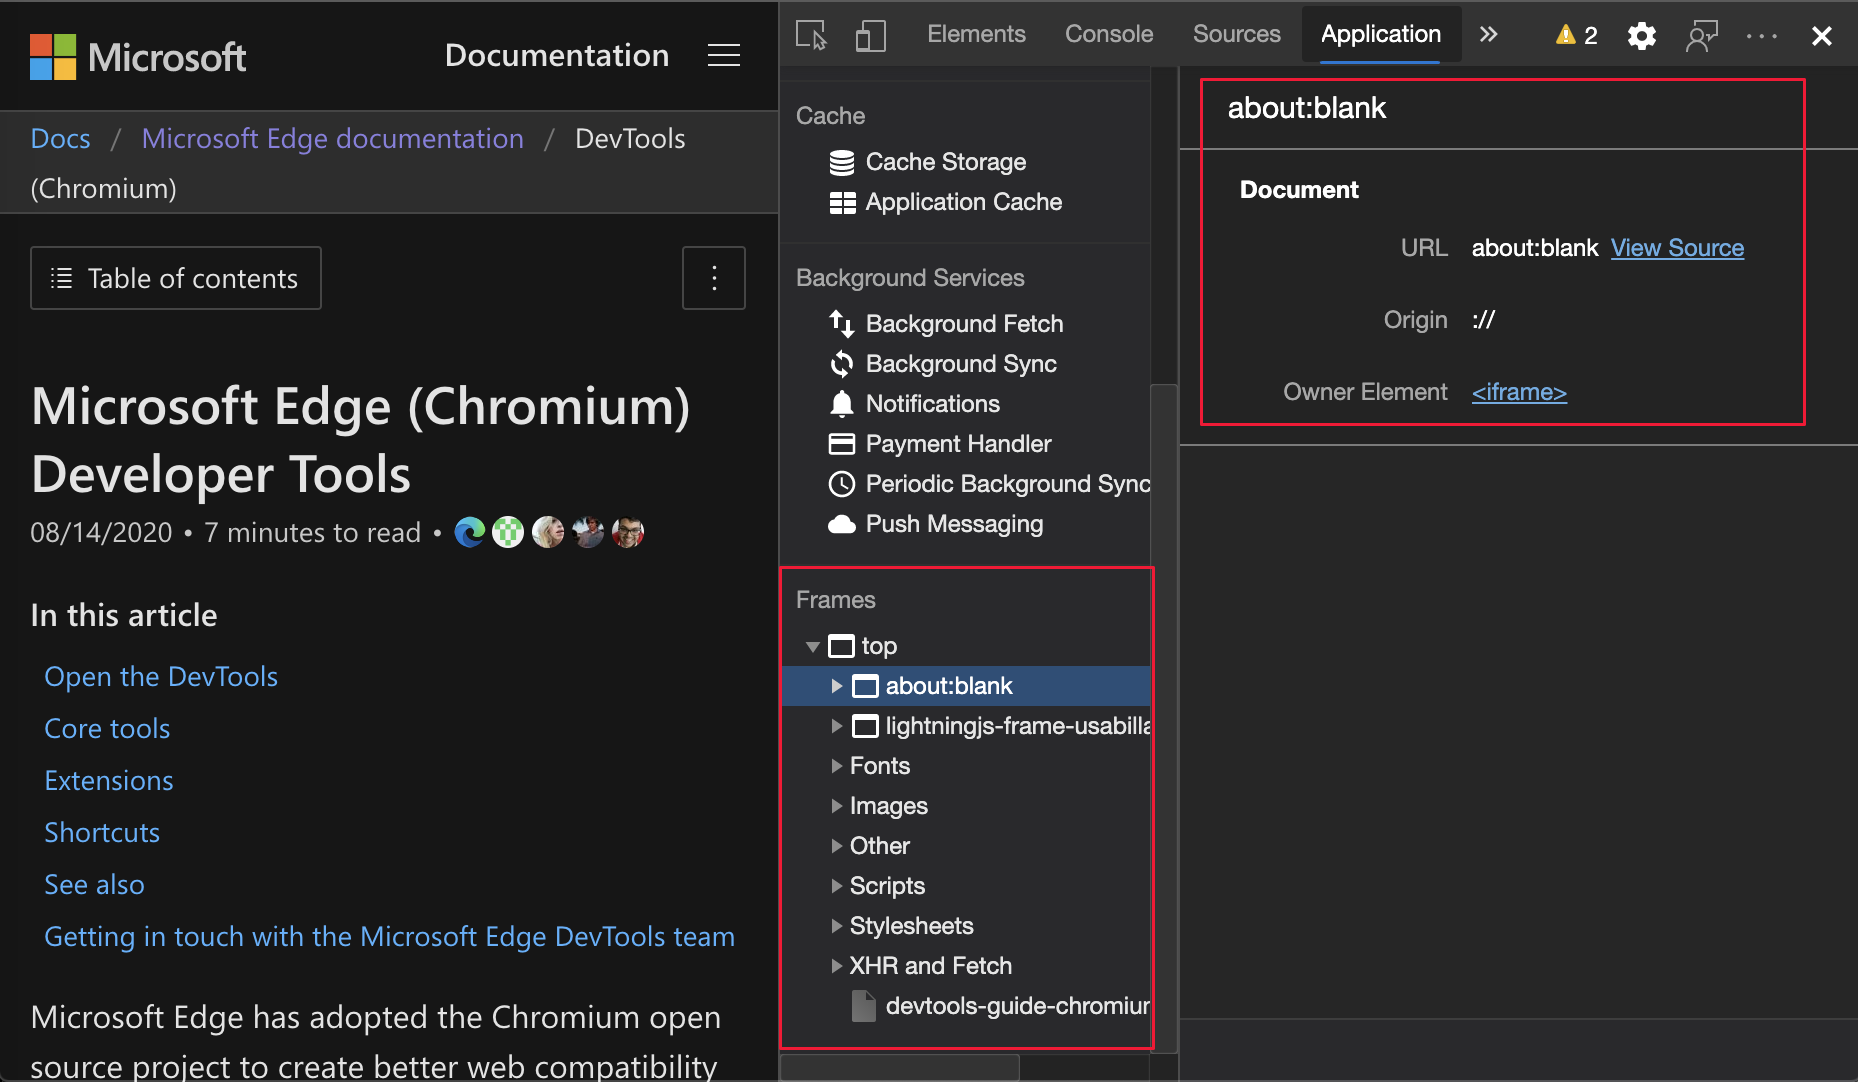 Microsoft
Documentation
Docs / Microsoft Edge documentation / DevTools
(Chromium)
Table of contents
Microsoft Edge (Chromium)
Developer Tools
08/14/2020 • 7 minutes to read •
In this article
Open the DevTools
Core tools
Extensions
Shortcuts
See also
Getting in touch with the Microsoft Edge DevTools team
Microsoft Edge has adopted the Chromium open
source project to create better web compatibility
Elements Console Sources Application » 2
Cache
Cache Storage
Application Cache
Background Services
Background Fetch
Background Sync
Notifications
Payment Handler
Periodic Background Sync
Push Messaging
Frames
top
about:blank
lightningjs-frame-usabilla
Fonts
Images
Other
Scripts
Stylesheets
XHR and Fetch
devtools-guide-chromiu
about:blank
Document
URL about:blank View Source
Origin ://
Owner Element <iframe>